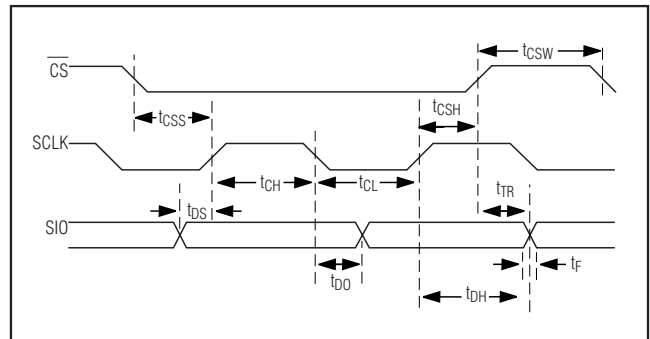 CS
tCSW
tCSS
tCSH
SCLK
tCH
tCL
tTR
tDS
SIO
tDO
tF
tDH